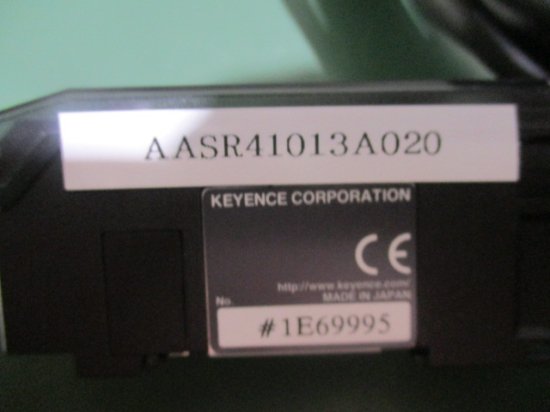 AASR41013A020
KEYENCE CORPORATION
CE
http://www.keyence.com/
MADE IN JAPAN
No.
#1E69995